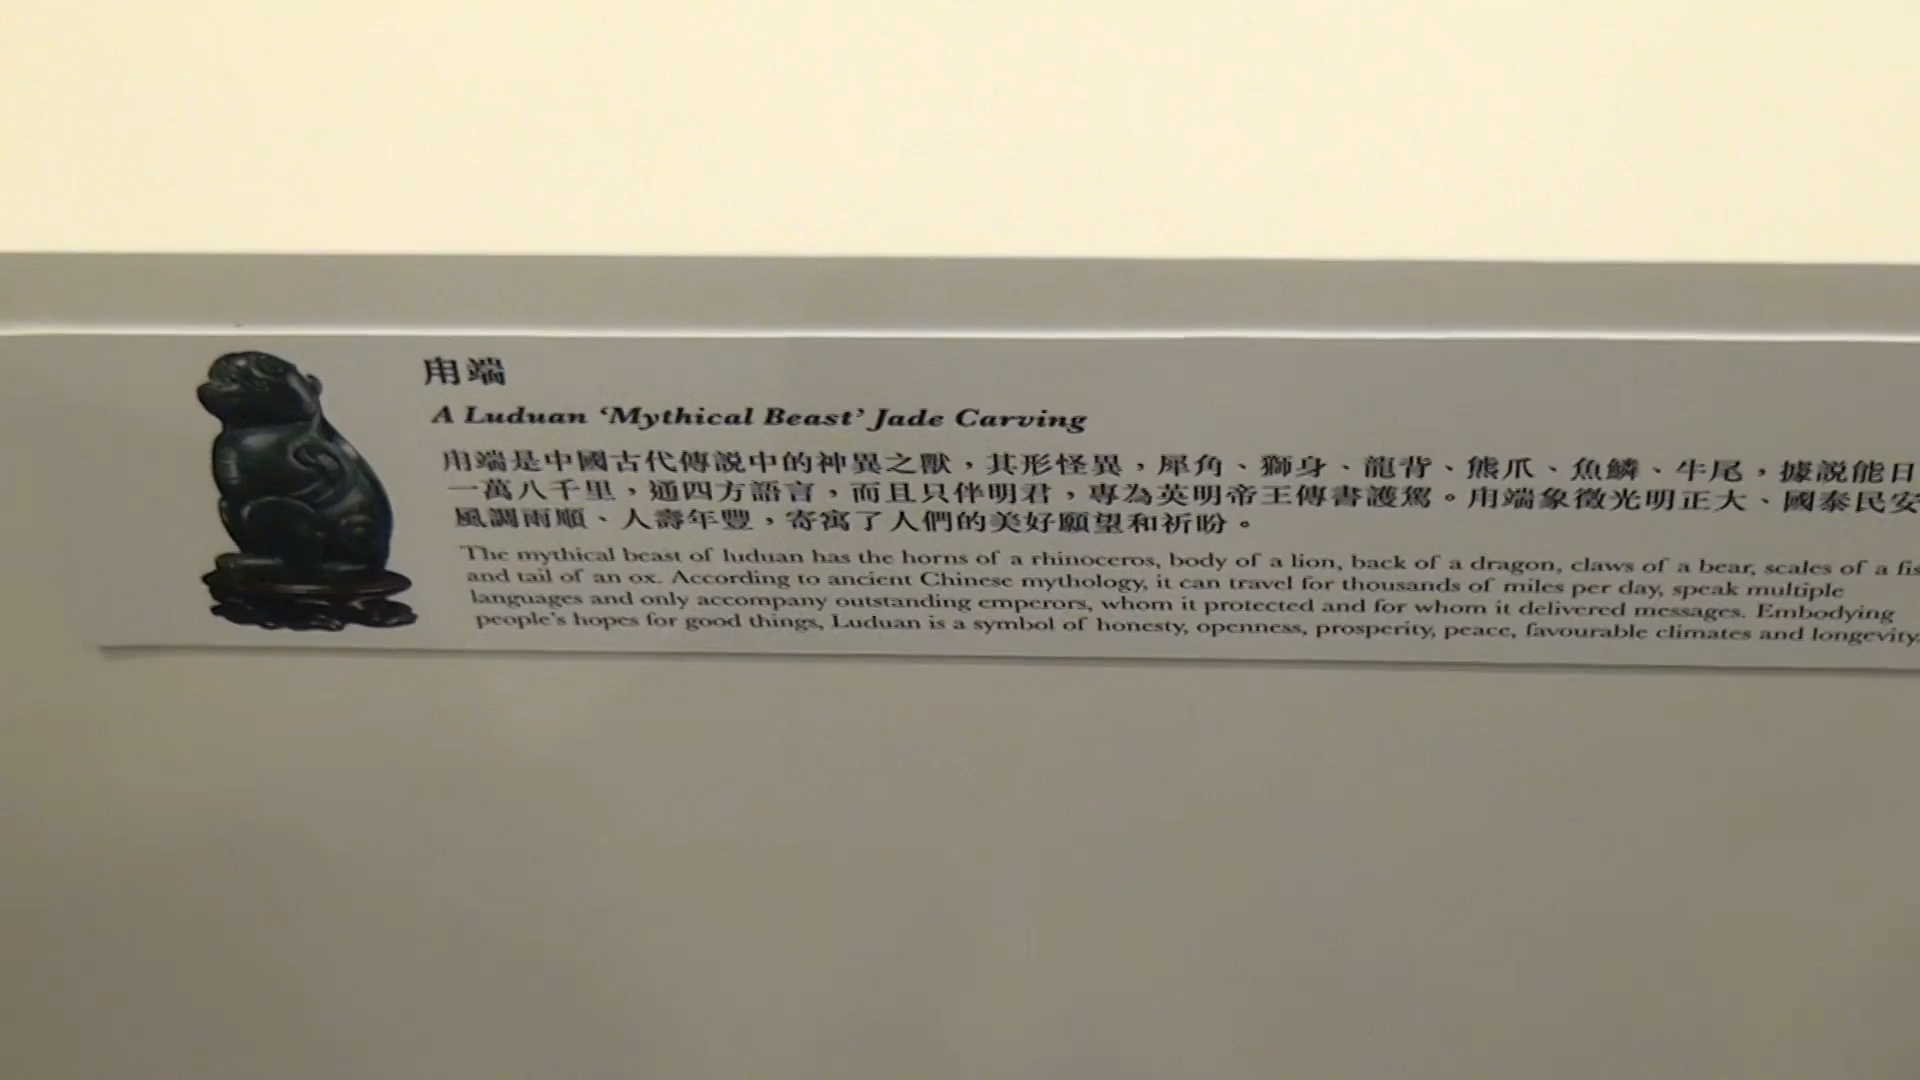 甪端
A Luduan ‘Mythical Beast’ Jade Carving
甪端是中國古代傳說中的神異之獸，其形怪異，犀角、獅身、龍背、熊爪、魚鱗、牛尾，據說能日
一萬八千里，通四方語言，而且只伴明君，專為英明帝王傳書護駕。甪端象徵光明正大、國泰民安
風調雨順、人壽年豐，寄寓了人們的美好願望和祈盼。
The mythical beast of luduan has the horns of a rhinoceros, body of a lion, back of a dragon, claws of a bear, scales of a fis
and tail of an ox. According to ancient Chinese mythology, it can travel for thousands of miles per day, speak multiple
languages and only accompany outstanding emperors, whom it protected and for whom it delivered messages. Embodying
people’s hopes for good things, Luduan is a symbol of honesty, openness, prosperity, peace, favourable climates and longevity.